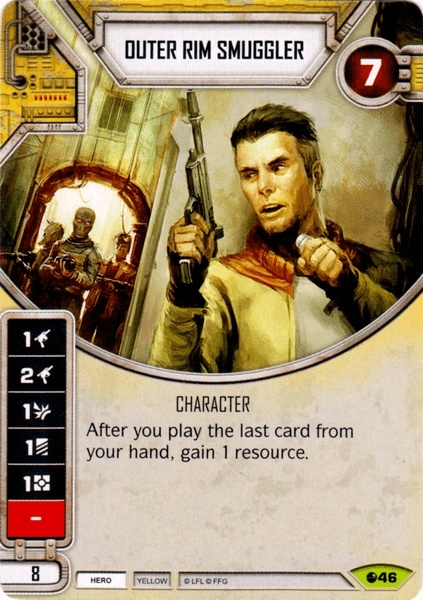 OUTER RIM SMUGGLER
7
1
2
1
1
1
-
8
CHARACTER
After you play the last card from
your hand, gain 1 resource.
HERO
YELLOW
© LFL © FFG
46